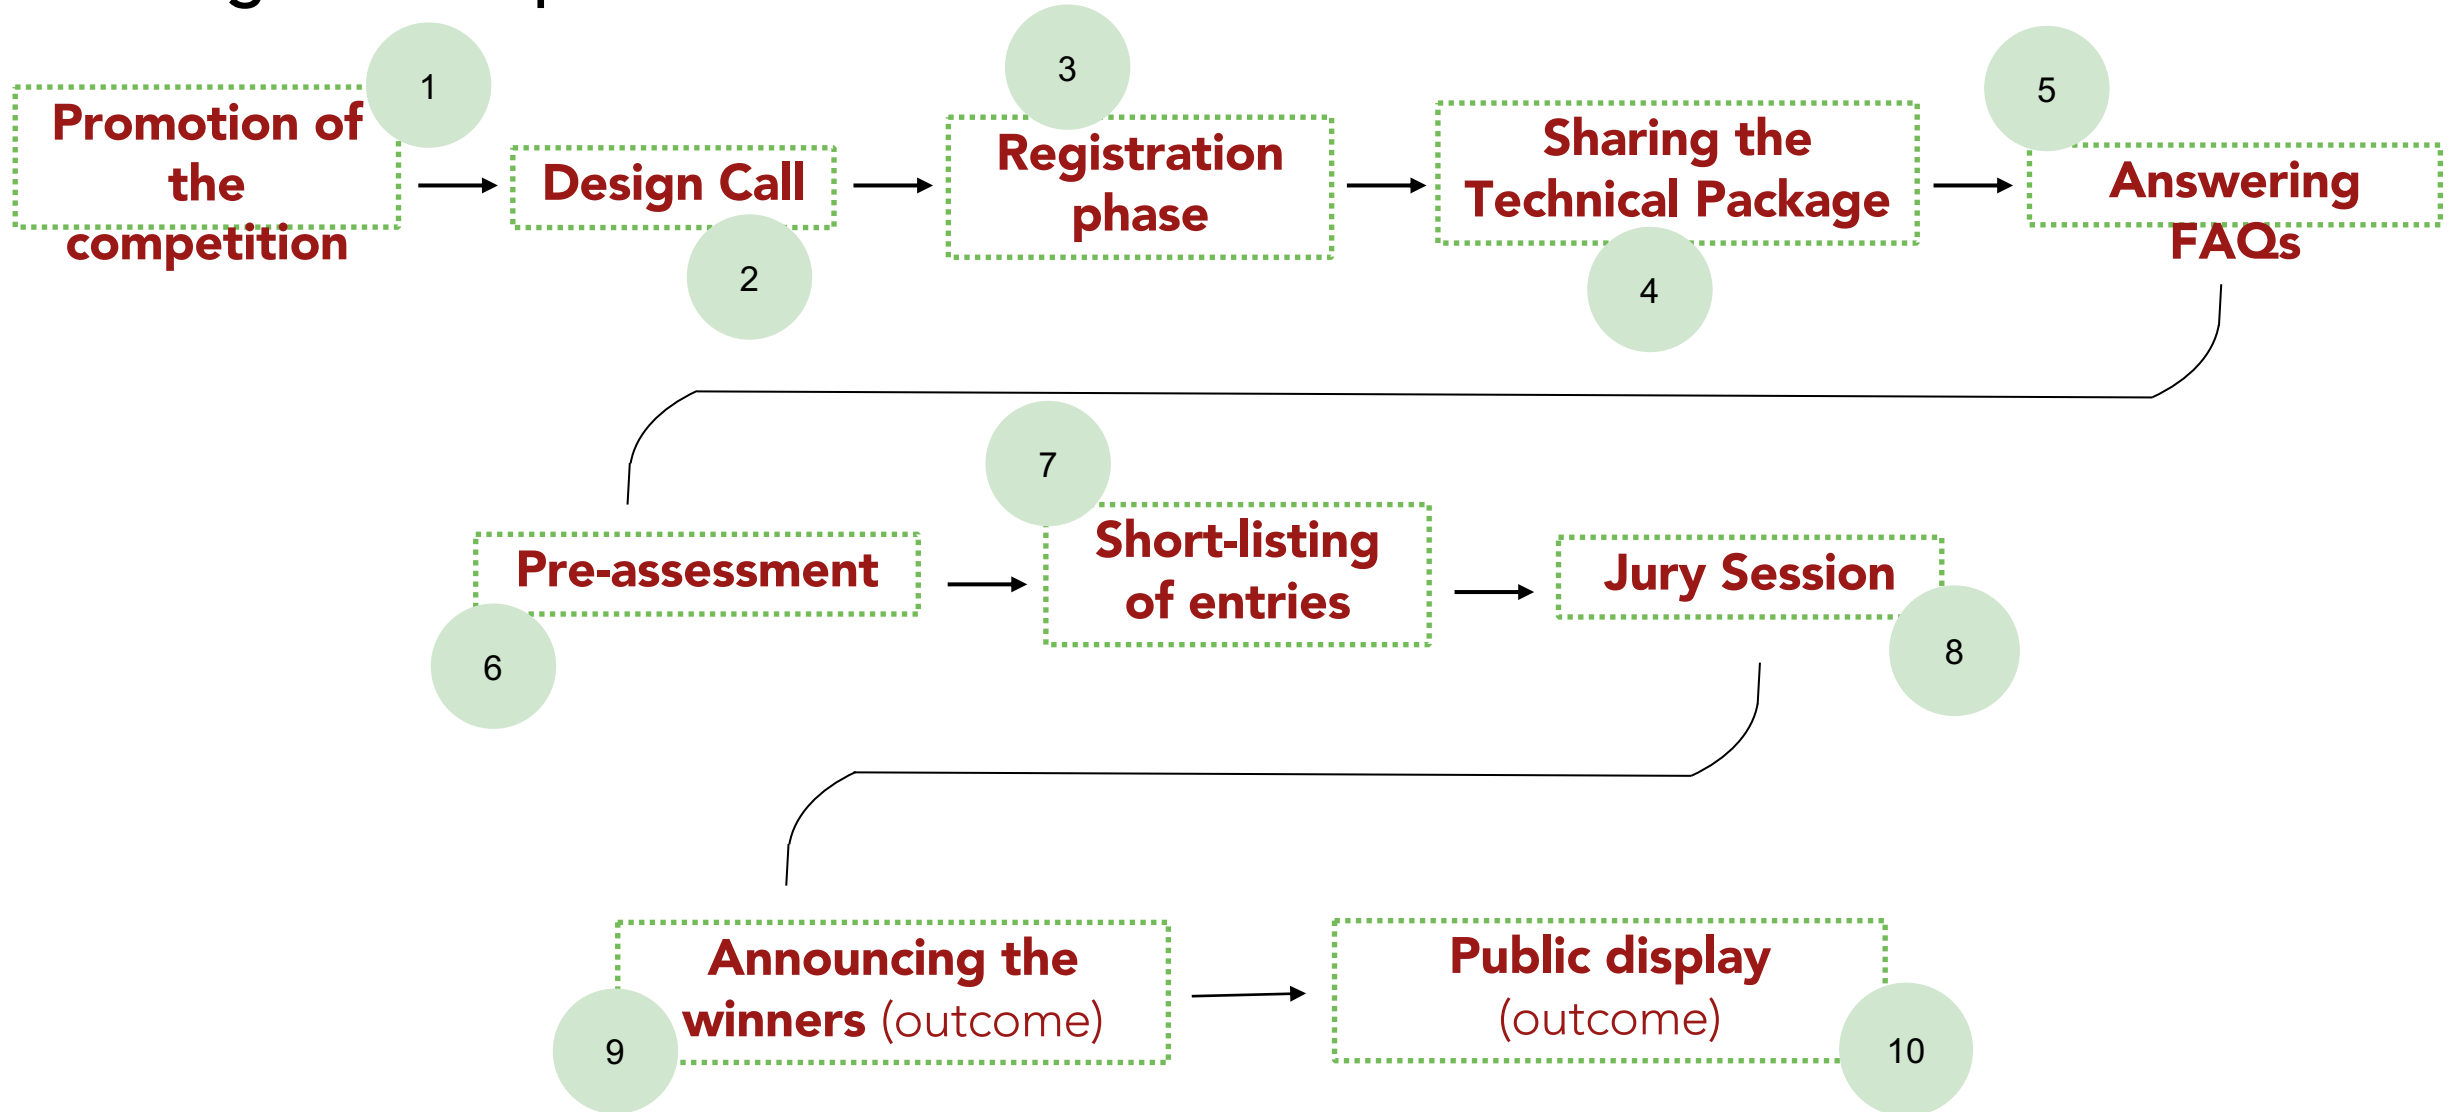 1
Promotion of
the
competition
2
Design Call
3
Registration
phase
4
Sharing the
Technical Package
5
Answering
FAQs
6
Pre-assessment
7
Short-listing
of entries
8
Jury Session
9
Announcing the
winners (outcome)
10
Public display
(outcome)